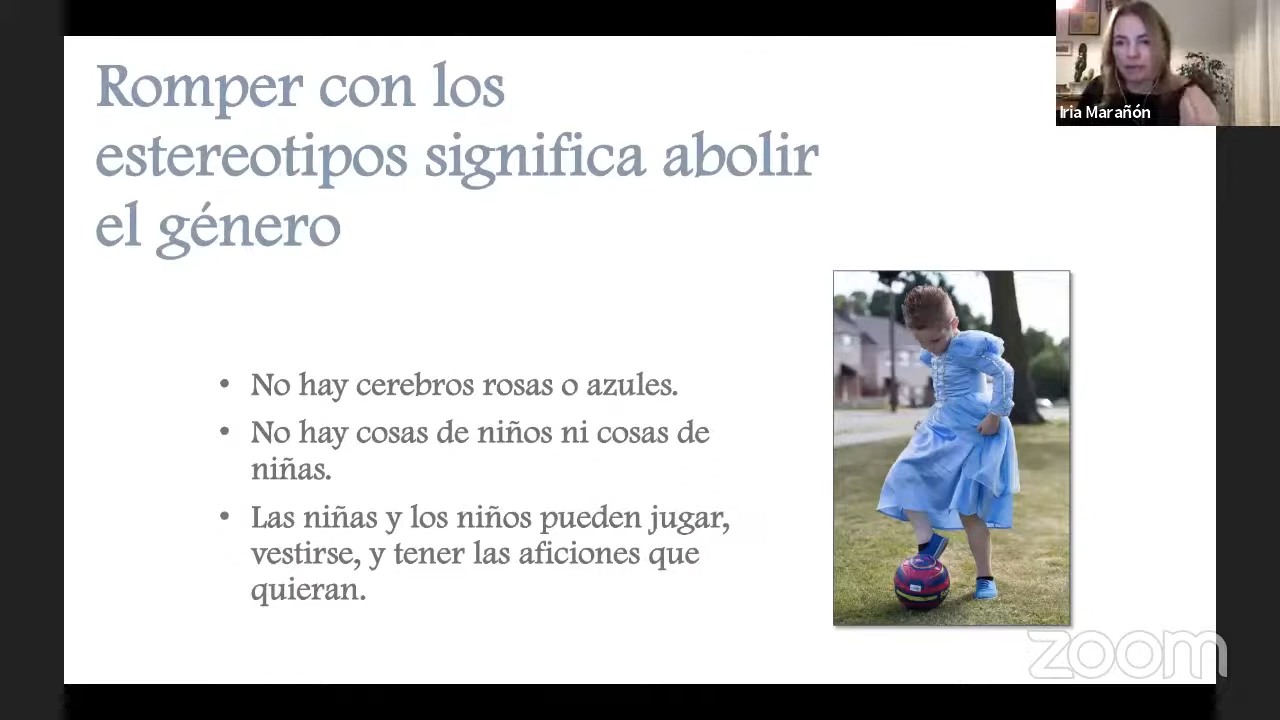 Iria Marañón
Romper con los
estereotipos significa abolir
el género
• No hay cerebros rosas o azules.
• No hay cosas de niños ni cosas de
niñas.
• Las niñas y los niños pueden jugar,
vestirse, y tener las aficiones que
quieran.
zoom